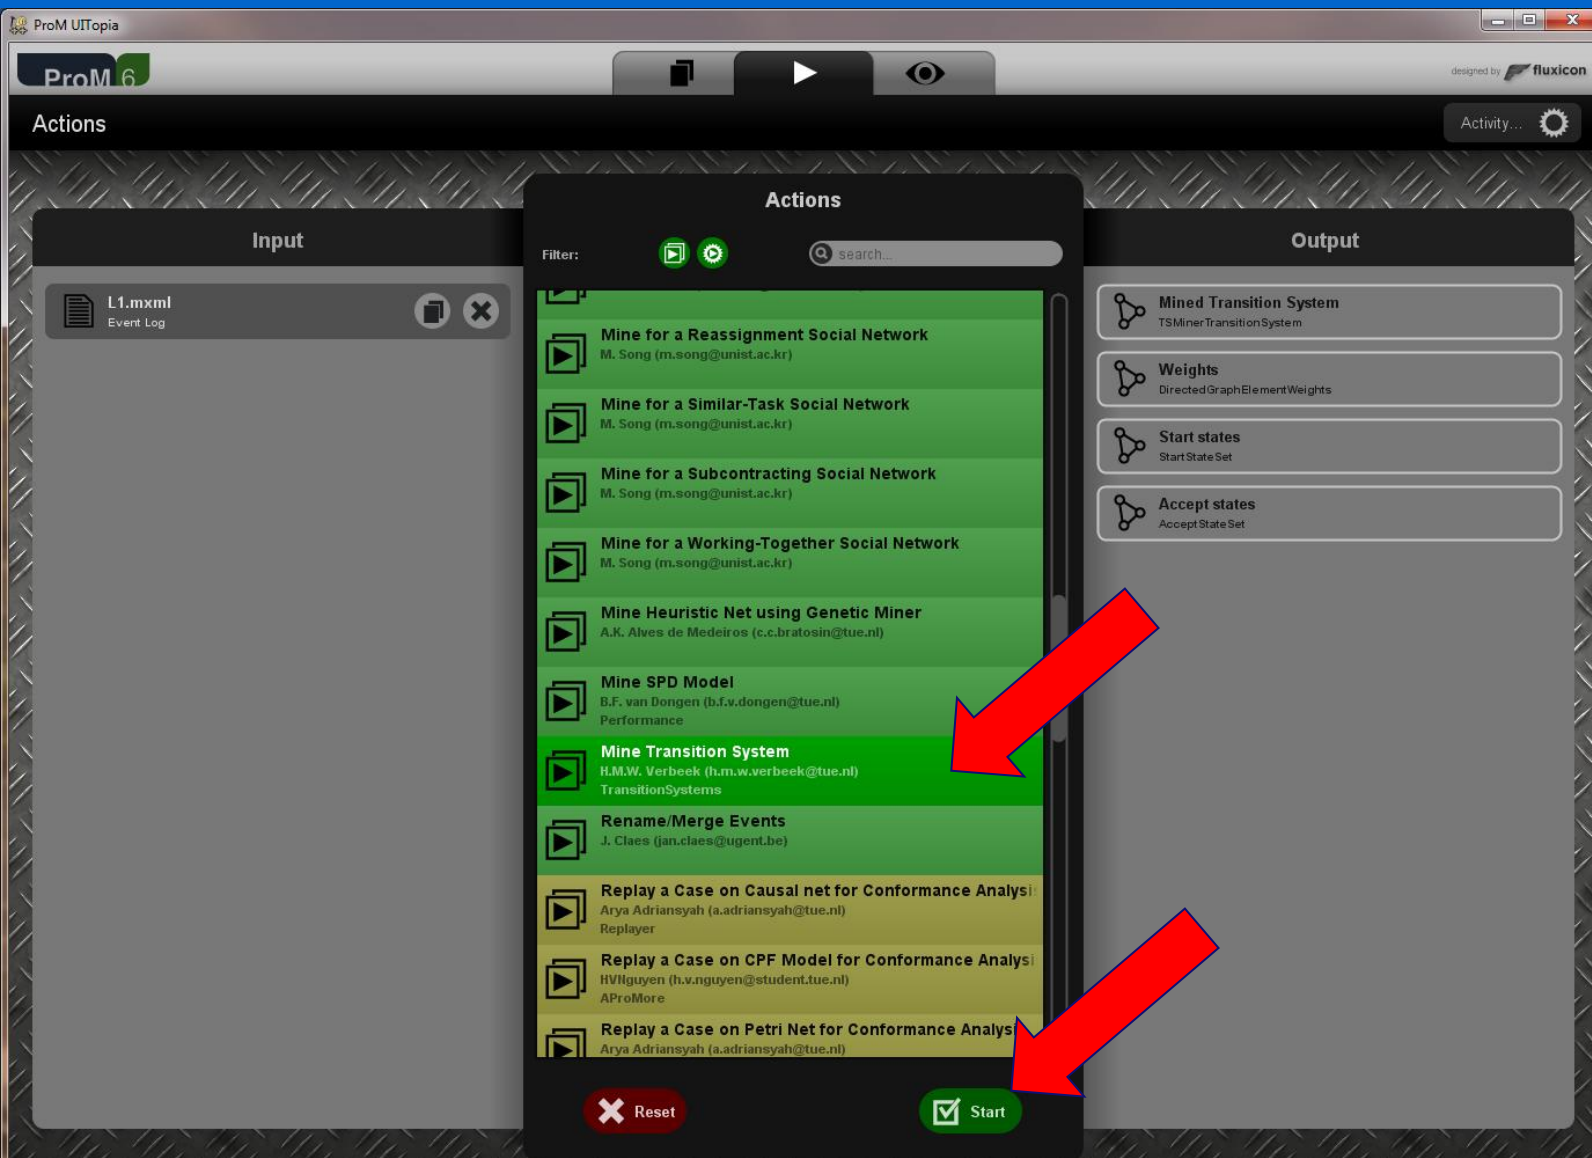 ProM UITopia
ProM 6
designed by fluxicon
Actions
Activity...
Input
L1.mxml
Event Log
Actions
Filter:
search...
Mine for a Reassignment Social Network
M. Song (m.song@unist.ac.kr)
Mine for a Similar-Task Social Network
M. Song (m.song@unist.ac.kr)
Mine for a Subcontracting Social Network
M. Song (m.song@unist.ac.kr)
Mine for a Working-Together Social Network
M. Song (m.song@unist.ac.kr)
Mine Heuristic Net using Genetic Miner
A.K. Alves de Medeiros (c.c.bratosin@tue.nl)
Mine SPD Model
B.F. van Dongen (b.f.v.dongen@tue.nl)
Performance
Mine Transition System
H.M.W. Verbeek (h.m.w.verbeek@tue.nl)
TransitionSystems
Rename/Merge Events
J. Claes (jan.claes@ugent.be)
Replay a Case on Causal net for Conformance Analysi
Arya Adriansyah (a.adriansyah@tue.nl)
Replayer
Replay a Case on CPF Model for Conformance Analysi
HVNguyen (h.v.nguyen@student.tue.nl)
AProMore
Replay a Case on Petri Net for Conformance Analysi
Arya Adriansyah (a.adriansyah@tue.nl)
Reset
Start
Output
Mined Transition System
TSMinerTransitionSystem
Weights
DirectedGraphElementWeights
Start states
StartStateSet
Accept states
AcceptStateSet